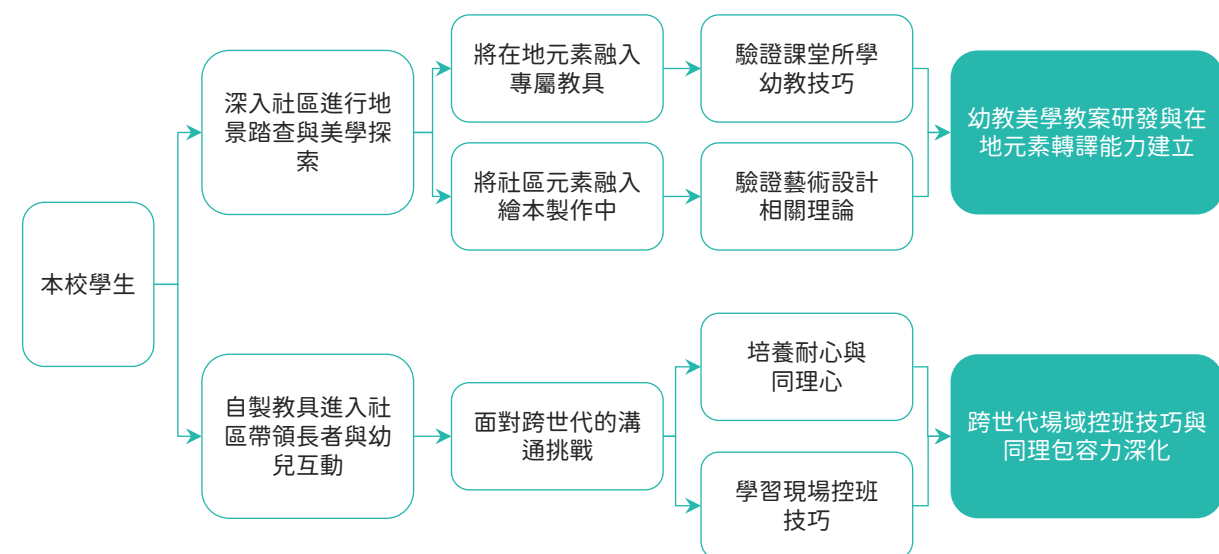 本校學生
深入社區進行地
景踏查與美學探
索
將在地元素融入
專屬教具
驗證課堂所學
幼教技巧
將社區元素融入
繪本製作中
驗證藝術設計
相關理論
幼教美學教案研發與在
地元素轉譯能力建立
自製教具進入社
區帶領長者與幼
兒互動
面對跨世代的溝
通挑戰
培養耐心與
同理心
學習現場控班
技巧
跨世代場域控班技巧與
同理包容力深化